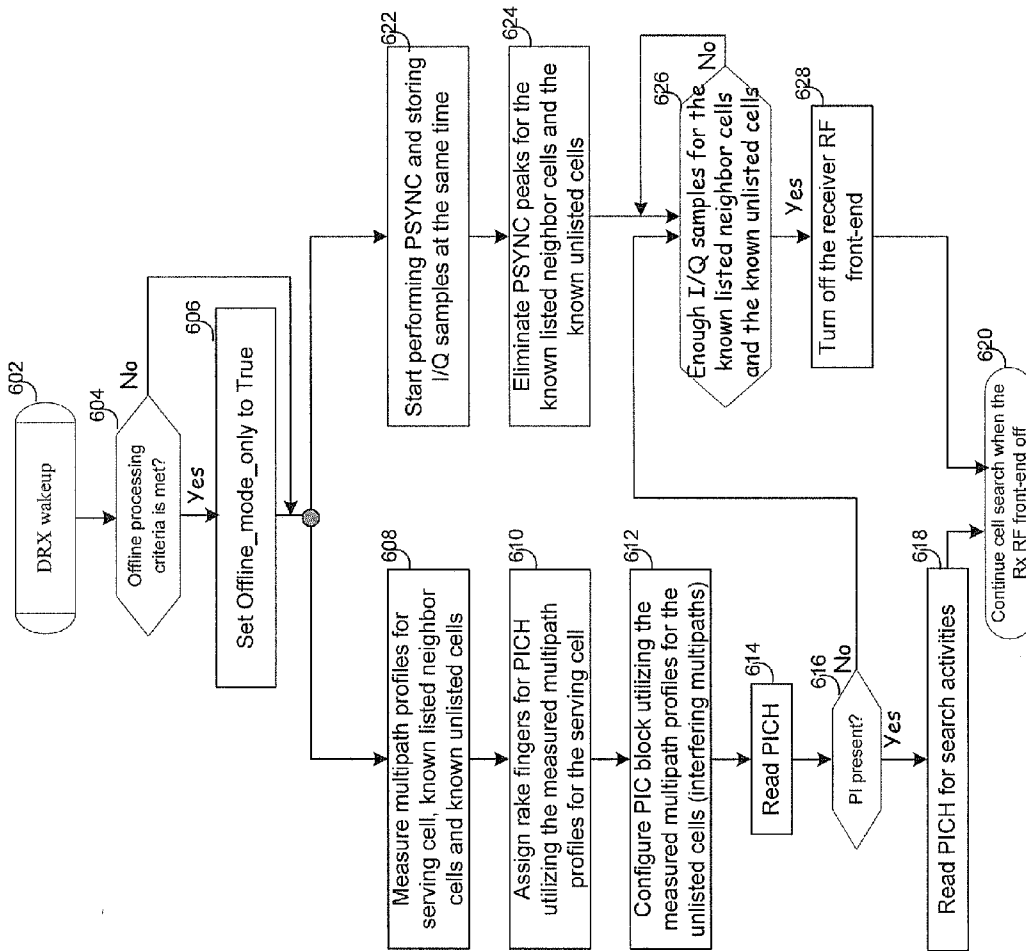 602
DRX wakeup
604
Offline processing
criteria is met?
No
Yes
606
Set Offline_mode_only to True
608
Measure multipath profiles for
serving cell, known listed neighbor
cells and known unlisted cells
610
Assign rake fingers for PICH
utilizing the measured multipath
profiles for the serving cell
612
Configure PIC block utilizing the
measured multipath profiles for the
unlisted cells (interfering multipaths)
614
Read PICH
616
PI present?
No
Yes
618
Read PICH for search activities
622
Start performing PSYNC and storing
I/Q samples at the same time
624
Eliminate PSYNC peaks for the
known listed neighbor cells and the
known unlisted cells
626
Enough I/Q samples for the
known listed neighbor cells
and the known unlisted cells
No
Yes
628
Turn off the receiver RF
front-end
620
Continue cell search when the
Rx RF front-end off